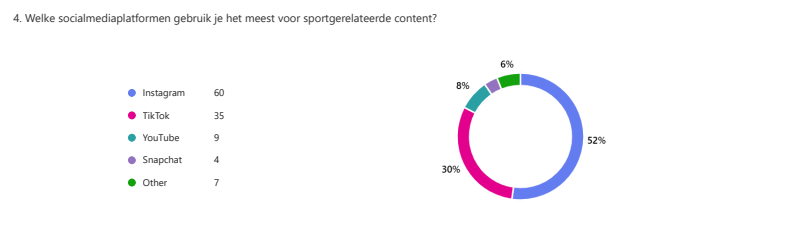 4. Welke socialmediaplatformen gebruik je het meest voor sportgerelateerde content?
Instagram 60
TikTok 35
YouTube 9
Snapchat 4
Other 7
6%
8%
52%
30%